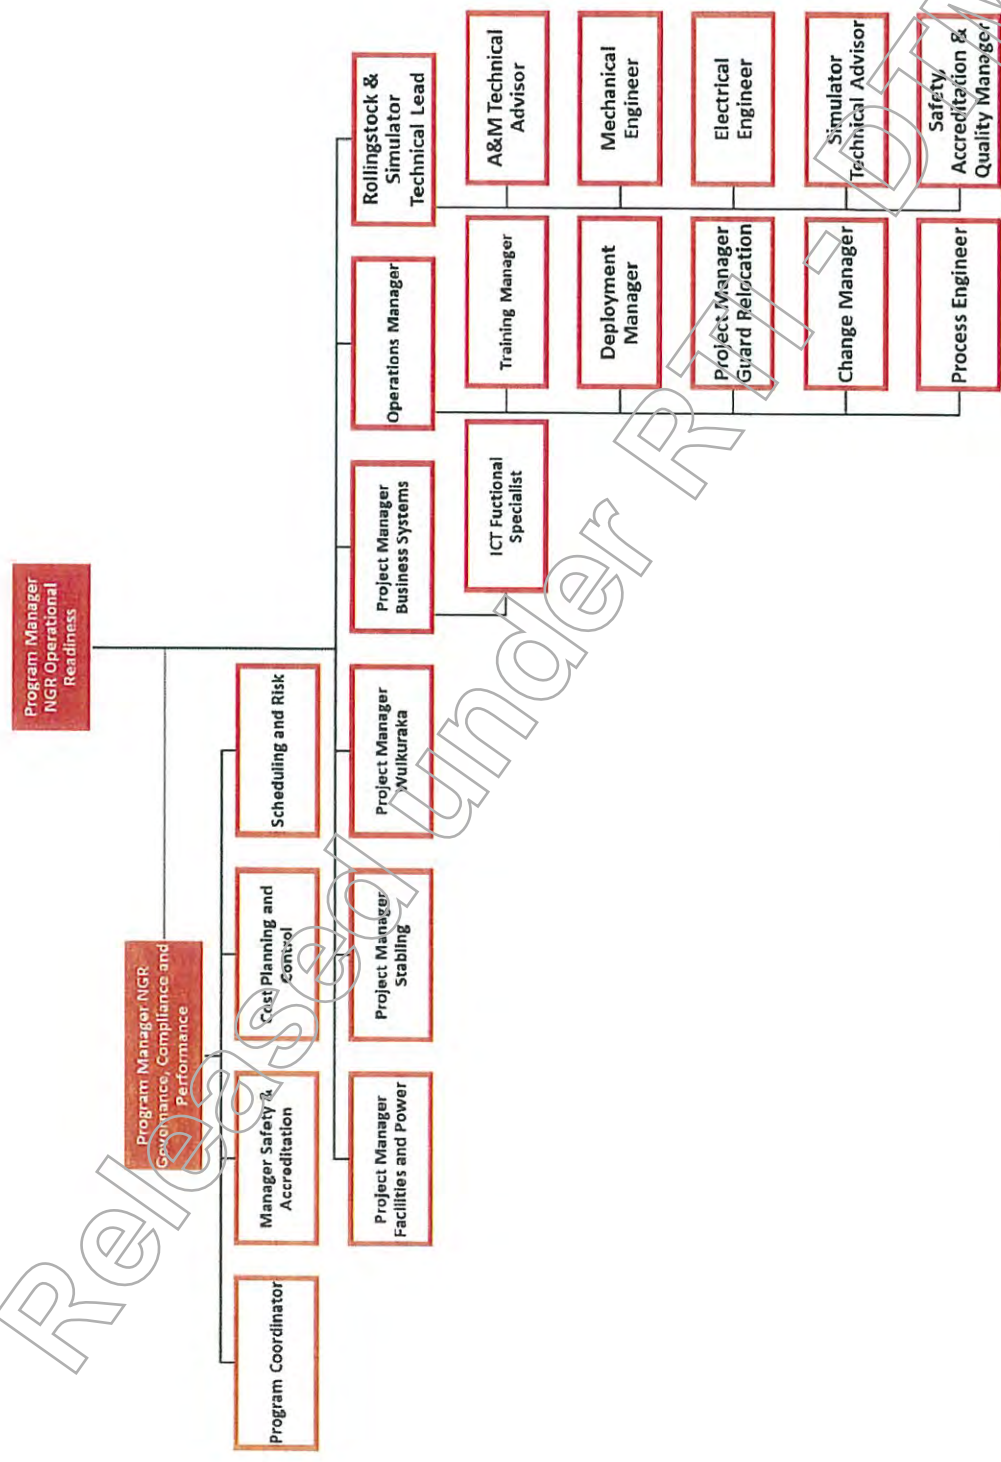 Program Manager
NGR Operational
Readiness
Program Manager NGR
Governance, Compliance and
Performance
Program Coordinator
Manager Safety &
Accreditation
Cost Planning and
Control
Scheduling and Risk
Project Manager
Facilities and Power
Project Manager
Stabling
Project Manager
Wulkuraka
Project Manager
Business Systems
Operations Manager
Rollingstock &
Simulator
Technical Lead
ICT Fuctional
Specialist
Training Manager
Deployment
Manager
Project Manager
Guard Relocation
Change Manager
Process Engineer
A&M Technical
Advisor
Mechanical
Engineer
Electrical
Engineer
Simulator
Technical Advisor
Safety,
Accreditation &
Quality Manager
Released under RTI - DTM